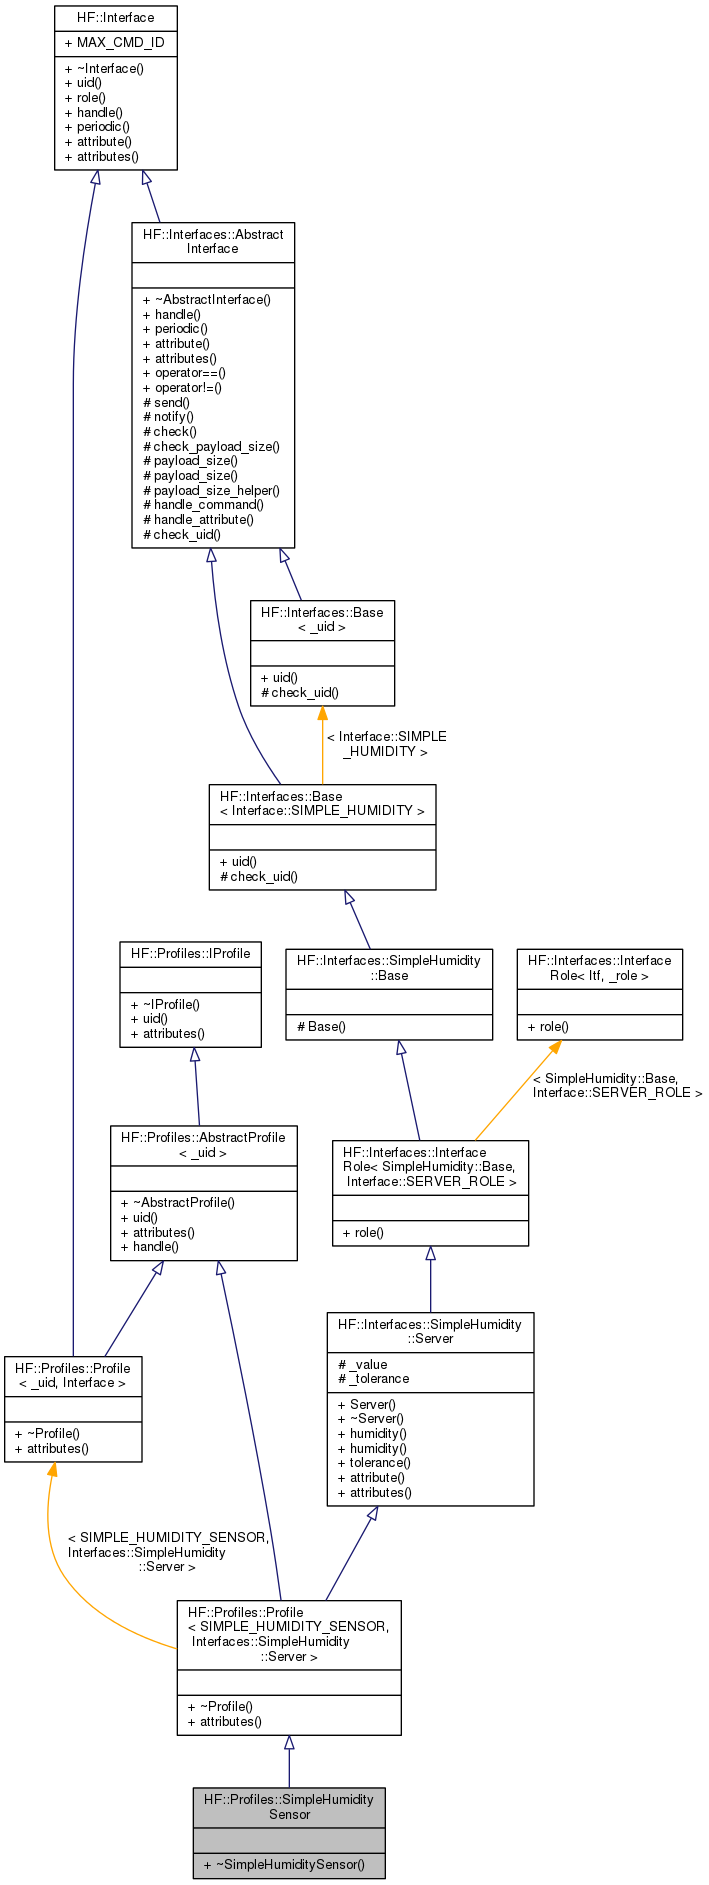 HF::Interface
+ MAX_CMD_ID
+ ~Interface()
+ uid()
+ role()
+ handle()
+ periodic()
+ attribute()
+ attributes()
HF::Interfaces::Abstract
Interface
+ ~AbstractInterface()
+ handle()
+ periodic()
+ attribute()
+ attributes()
+ operator==()
+ operator!=()
# send()
# notify()
# check()
# check_payload_size()
# payload_size()
# payload_size()
# payload_size_helper()
# handle_command()
# handle_attribute()
# check_uid()
HF::Interfaces::Base
< _uid >
+ uid()
# check_uid()
< Interface::SIMPLE
_HUMIDITY >
HF::Interfaces::Base
< Interface::SIMPLE_HUMIDITY >
+ uid()
# check_uid()
HF::Profiles::IProfile
+ ~IProfile()
+ uid()
+ attributes()
HF::Interfaces::SimpleHumidity
::Base
# Base()
HF::Interfaces::Interface
Role< Itf, _role >
+ role()
< SimpleHumidity::Base,
Interface::SERVER_ROLE >
HF::Profiles::AbstractProfile
< _uid >
+ ~AbstractProfile()
+ uid()
+ attributes()
+ handle()
HF::Interfaces::Interface
Role< SimpleHumidity::Base,
Interface::SERVER_ROLE >
+ role()
HF::Profiles::Profile
< _uid, Interface >
+ ~Profile()
+ attributes()
HF::Interfaces::SimpleHumidity
::Server
# _value
# _tolerance
+ Server()
+ ~Server()
+ humidity()
+ humidity()
+ tolerance()
+ attribute()
+ attributes()
< SIMPLE_HUMIDITY_SENSOR,
Interfaces::SimpleHumidity
::Server >
HF::Profiles::Profile
< SIMPLE_HUMIDITY_SENSOR,
Interfaces::SimpleHumidity
::Server >
+ ~Profile()
+ attributes()
HF::Profiles::SimpleHumidity
Sensor
+ ~SimpleHumiditySensor()